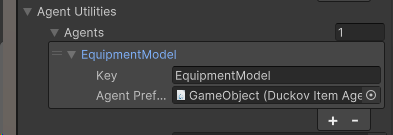 Agent Utilities
Agents 1
EquipmentModel
Key EquipmentModel
Agent Pref... GameObject (Duckov Item Age
+ -